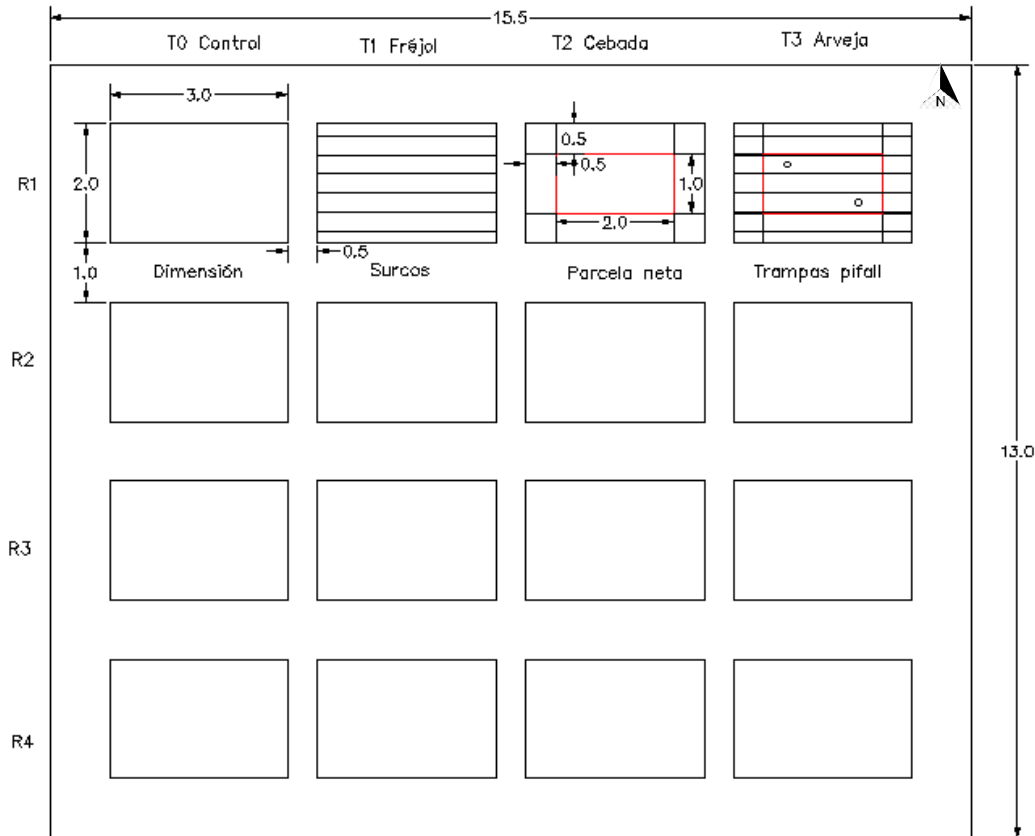 15.5
T0 Control
T1 Fréjol
T2 Cebada
T3 Arveja
N
3.0
R1
2.0
0.5
0.5
1.0
2.0
1.0
0.5
Dimensión
Surcos
Parcela neta
Trampas pifall
R2
13.0
R3
R4